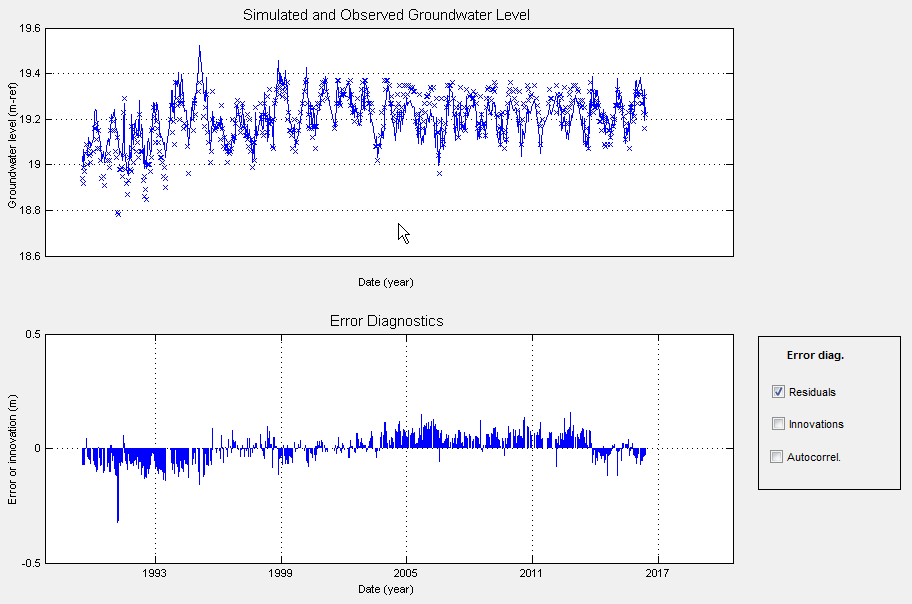 Simulated and Observed Groundwater Level
19.6
19.4
19.2
19
18.8
18.6
Groundwater level (m-ref)
Date (year)
Error Diagnostics
0.5
0
-0.5
Error or innovation (m)
1993 1999 2005 2011 2017
Date (year)
Error diag.
Residuals
Innovations
Autocorrel.